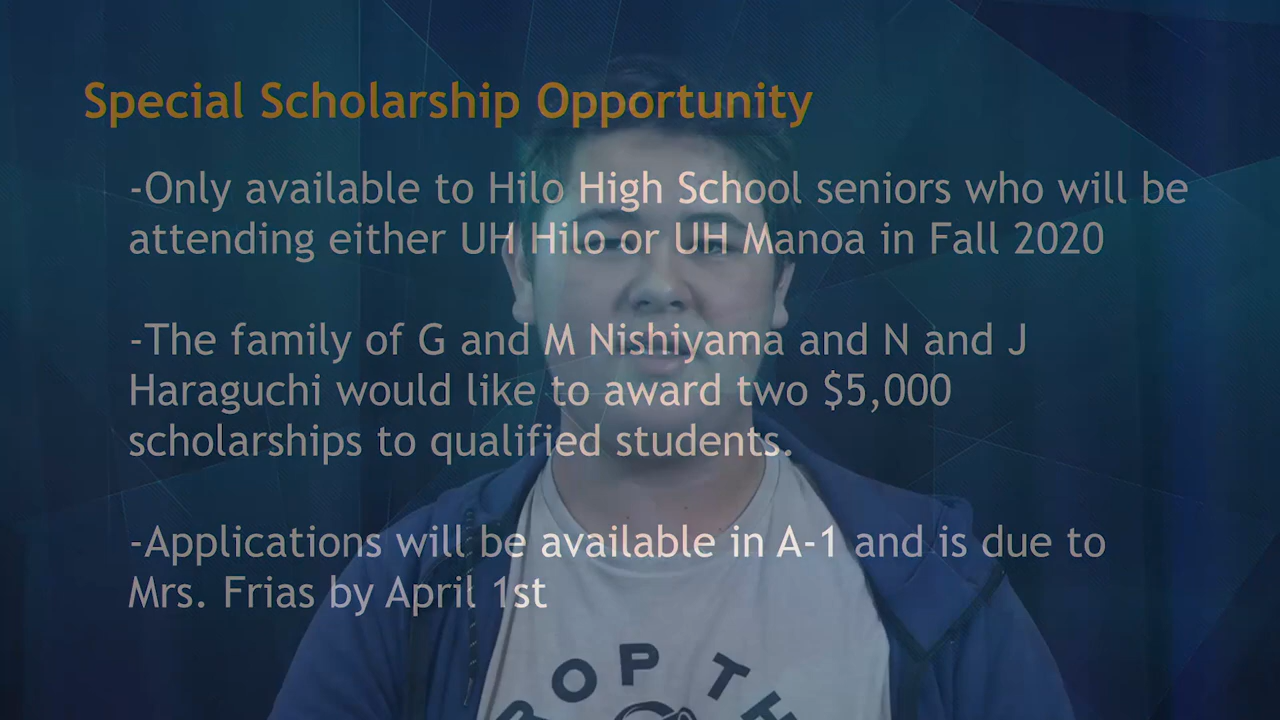 Special Scholarship Opportunity
-Only available to Hilo High School seniors who will be
attending either UH Hilo or UH Manoa in Fall 2020
-The family of G and M Nishiyama and N and J
Haraguchi would like to award two $5,000
scholarships to qualified students.
-Applications will be available in A-1 and is due to
Mrs. Frias by April 1st